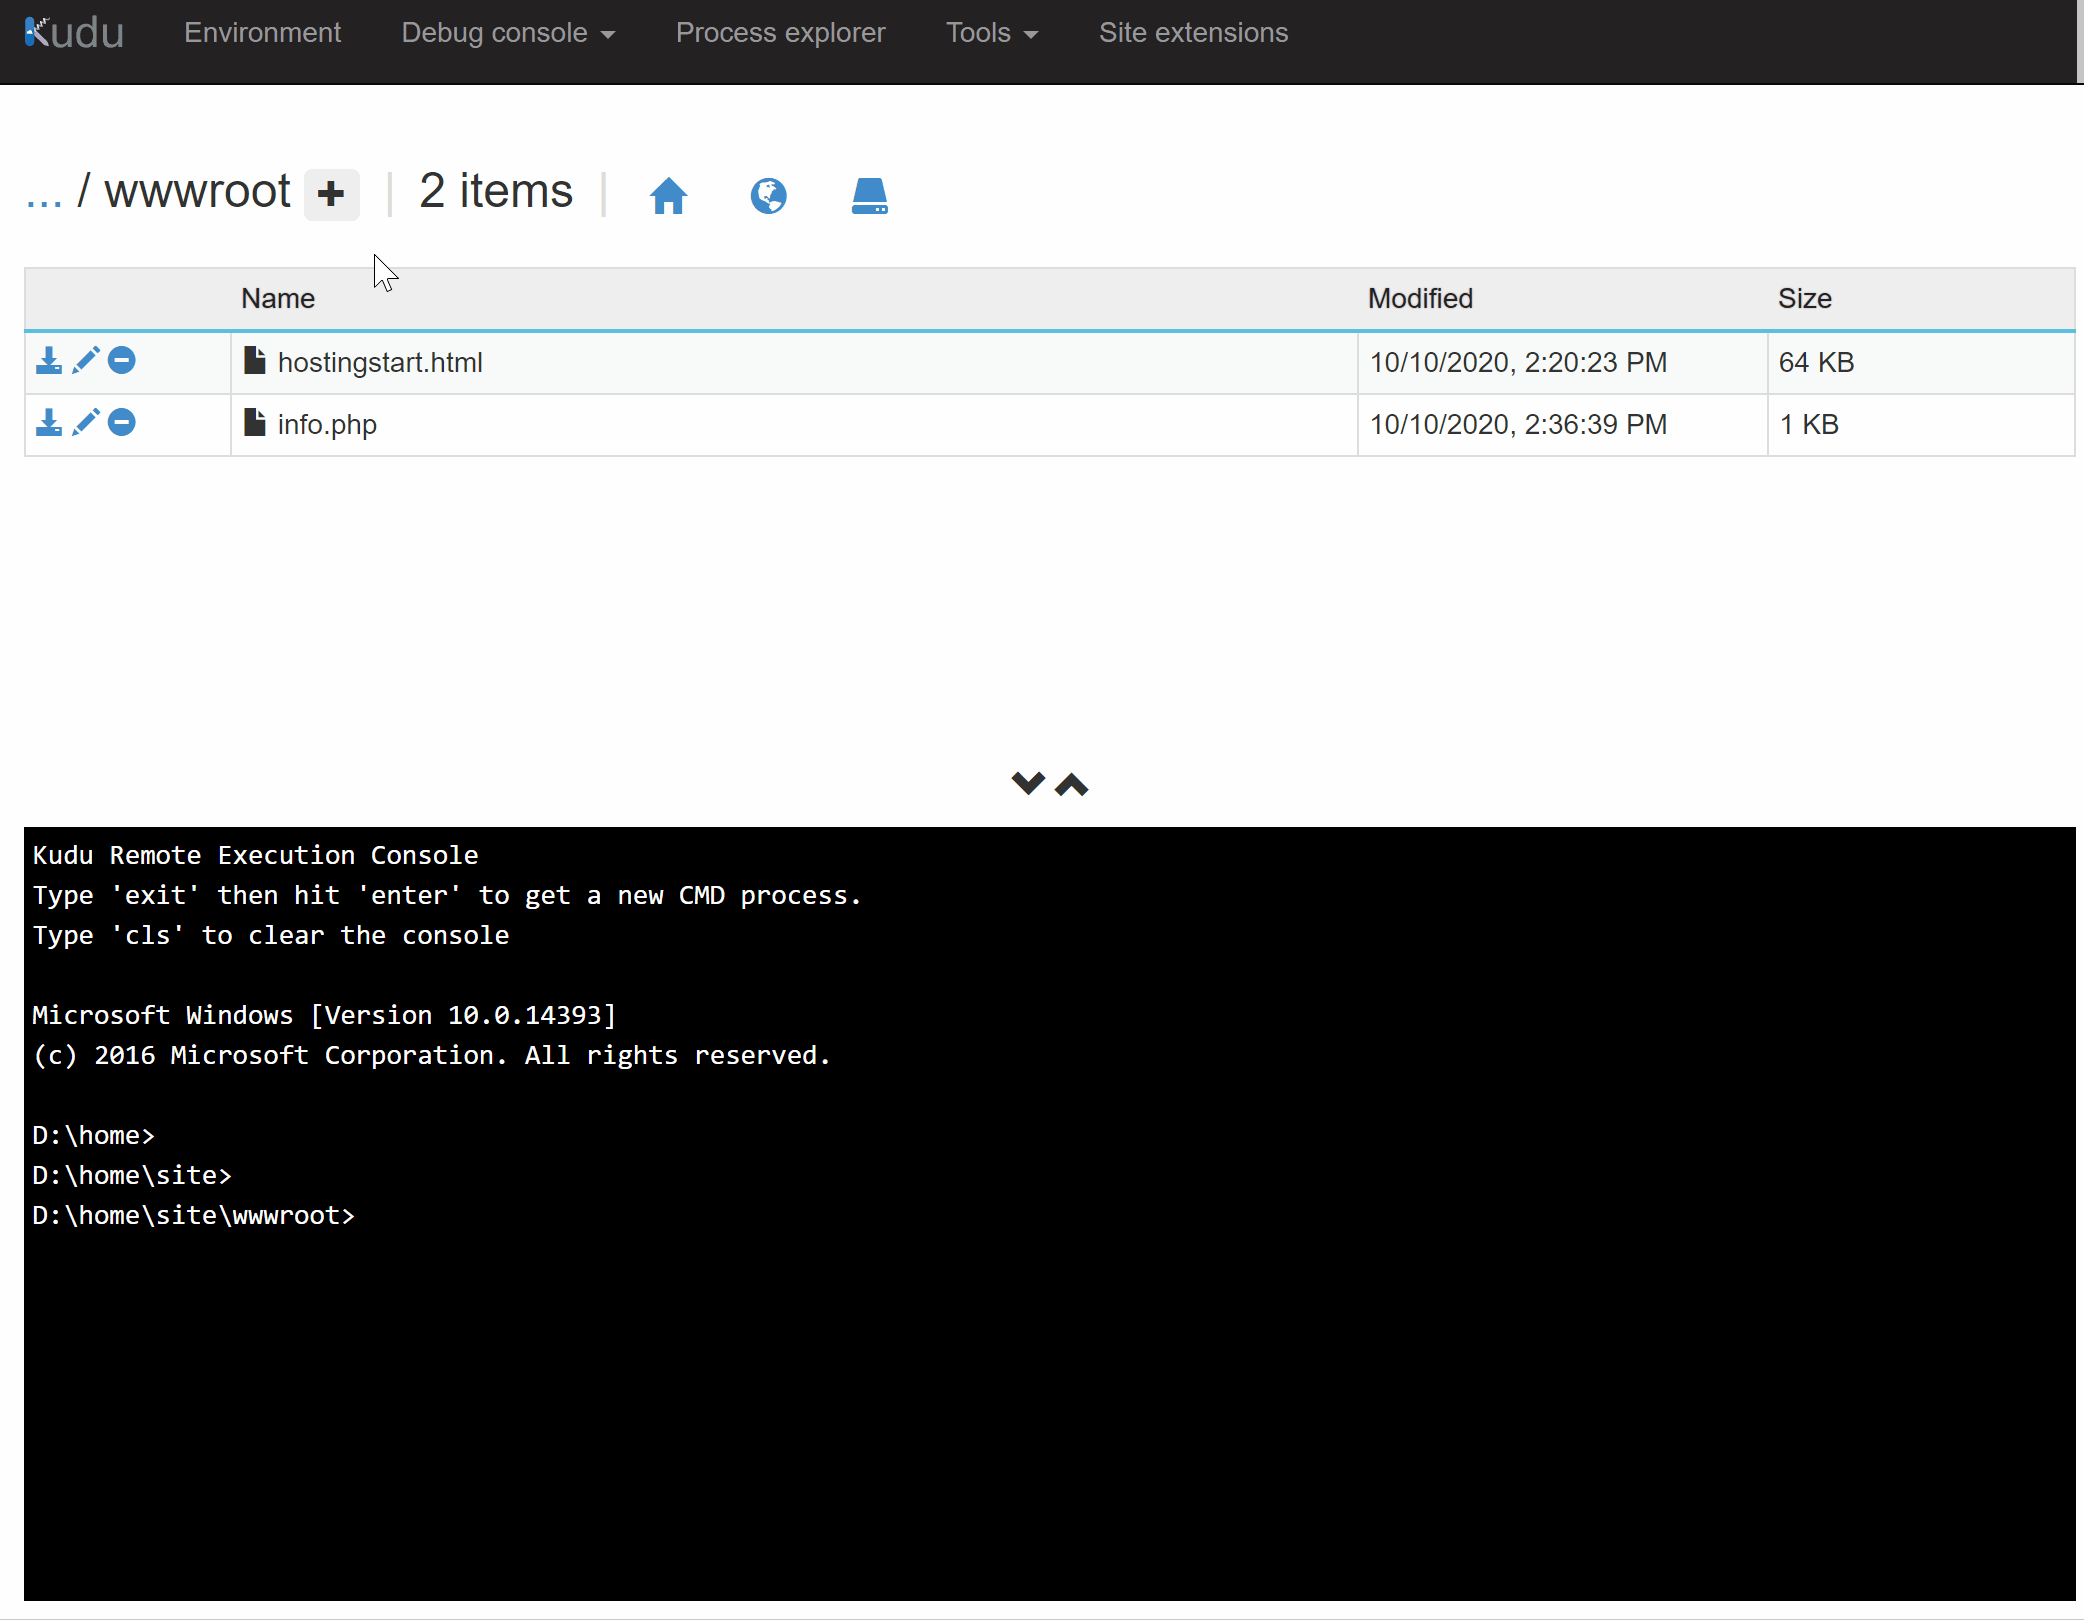 Kudu Environment Debug console Process explorer Tools Site extensions
... / wwwroot + | 2 items |
Name Modified Size
hostingstart.html 10/10/2020, 2:20:23 PM 64 KB
info.php 10/10/2020, 2:36:39 PM 1 KB
Kudu Remote Execution Console
Type 'exit' then hit 'enter' to get a new CMD process.
Type 'cls' to clear the console
Microsoft Windows [Version 10.0.14393]
(c) 2016 Microsoft Corporation. All rights reserved.
D:\home>
D:\home\site>
D:\home\site\wwwroot>